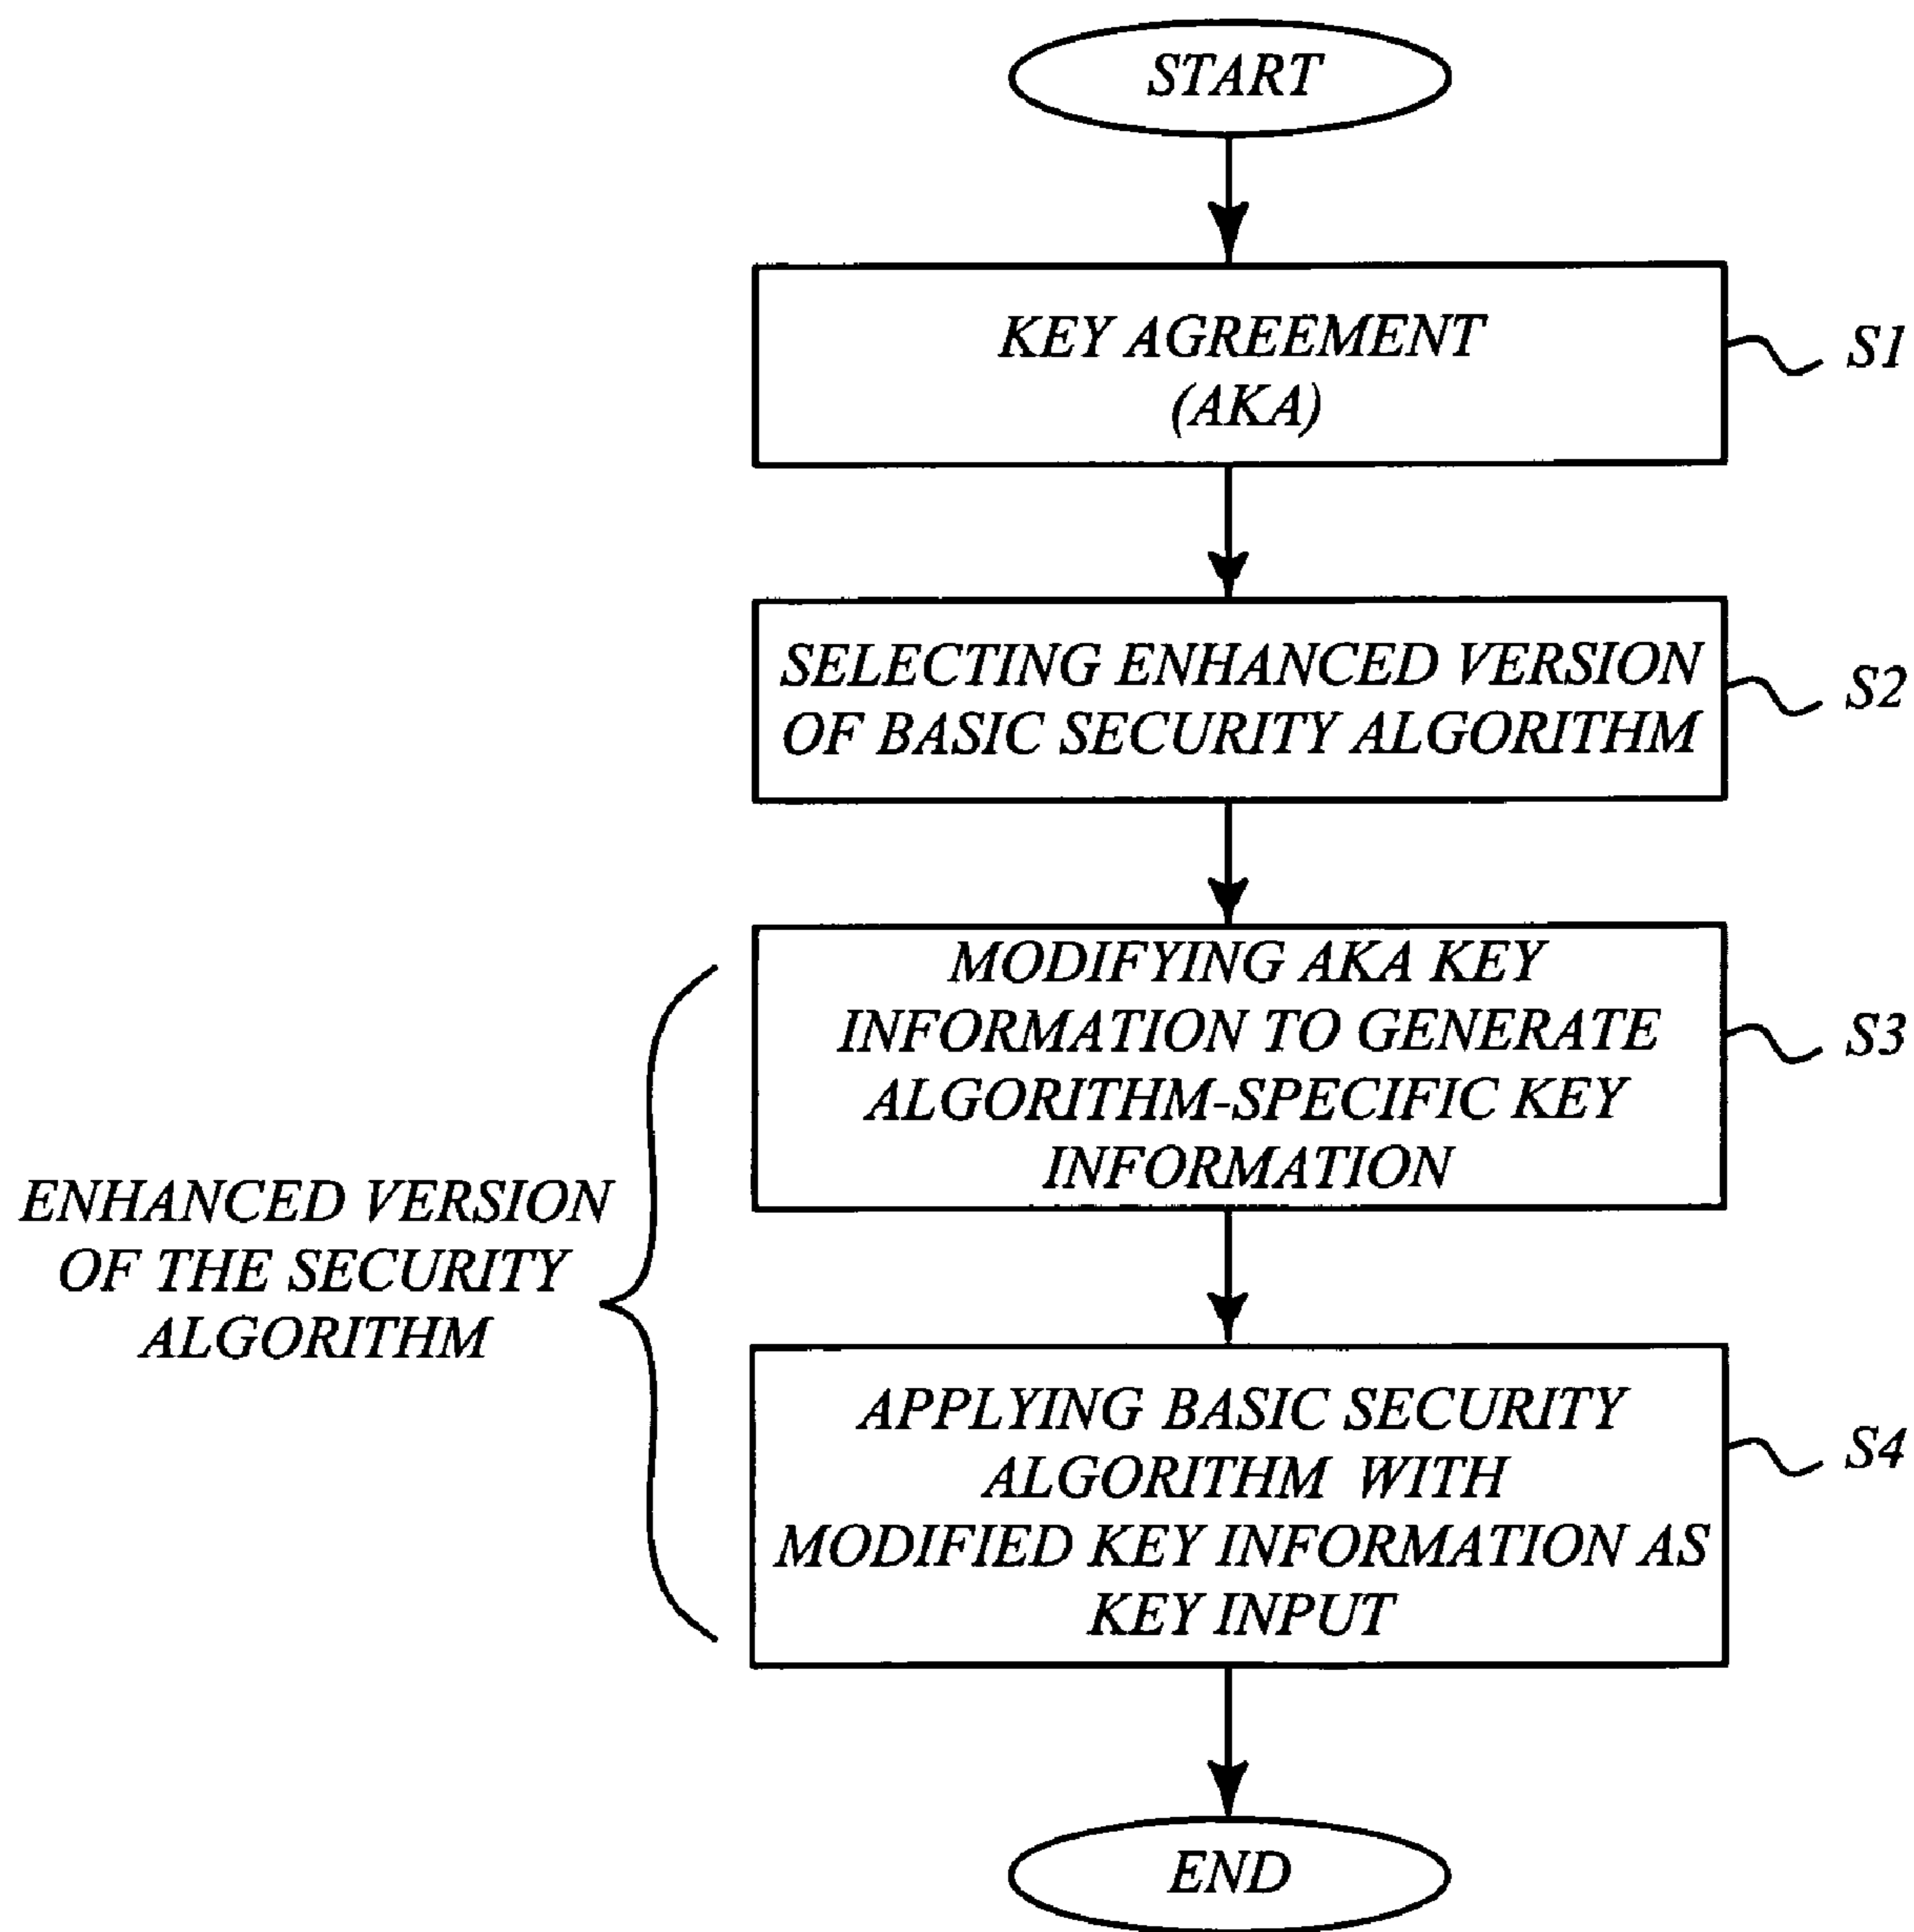 START
KEY AGREEMENT
(AKA)
S1
SELECTING ENHANCED VERSION
OF BASIC SECURITY ALGORITHM
S2
MODIFYING AKA KEY
INFORMATION TO GENERATE
ALGORITHM-SPECIFIC KEY
INFORMATION
S3
ENHANCED VERSION
OF THE SECURITY
ALGORITHM
APPLYING BASIC SECURITY
ALGORITHM WITH
MODIFIED KEY INFORMATION AS
KEY INPUT
S4
END